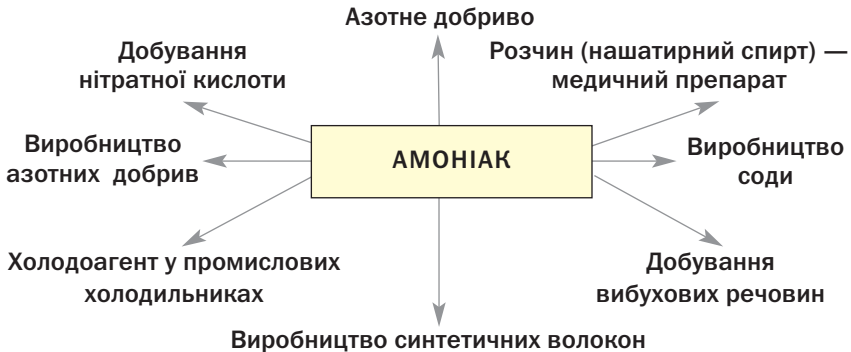 Азотне добриво
Добування
нітратної кислоти
Розчин (нашатирний спирт) —
медичний препарат
Виробництво
азотних добрив
АМОНІАК
Виробництво
соди
Холодоагент у промислових
холодильниках
Добування
вибухових речовин
Виробництво синтетичних волокон